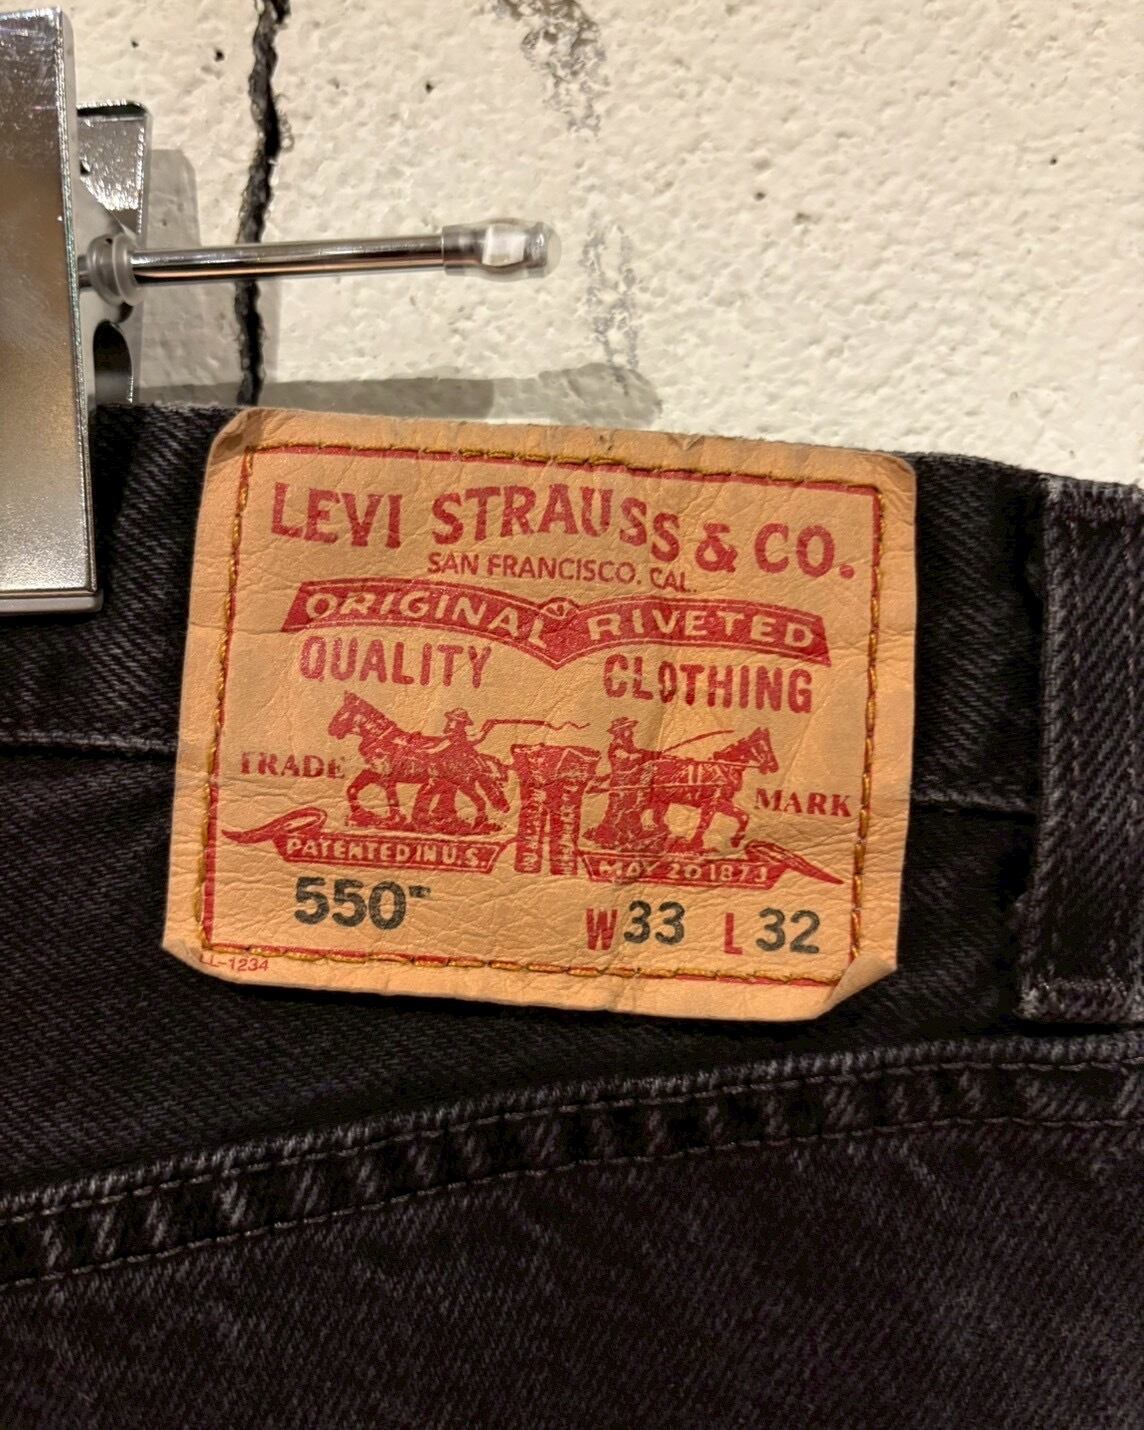 LEVI STRAUSS & CO.
SAN FRANCISCO, CAL.
ORIGINAL RIVETED
QUALITY CLOTHING
TRADE MARK
PATENTED IN U.S. MAY 20 1873
550™ W33 L32
LL-1234